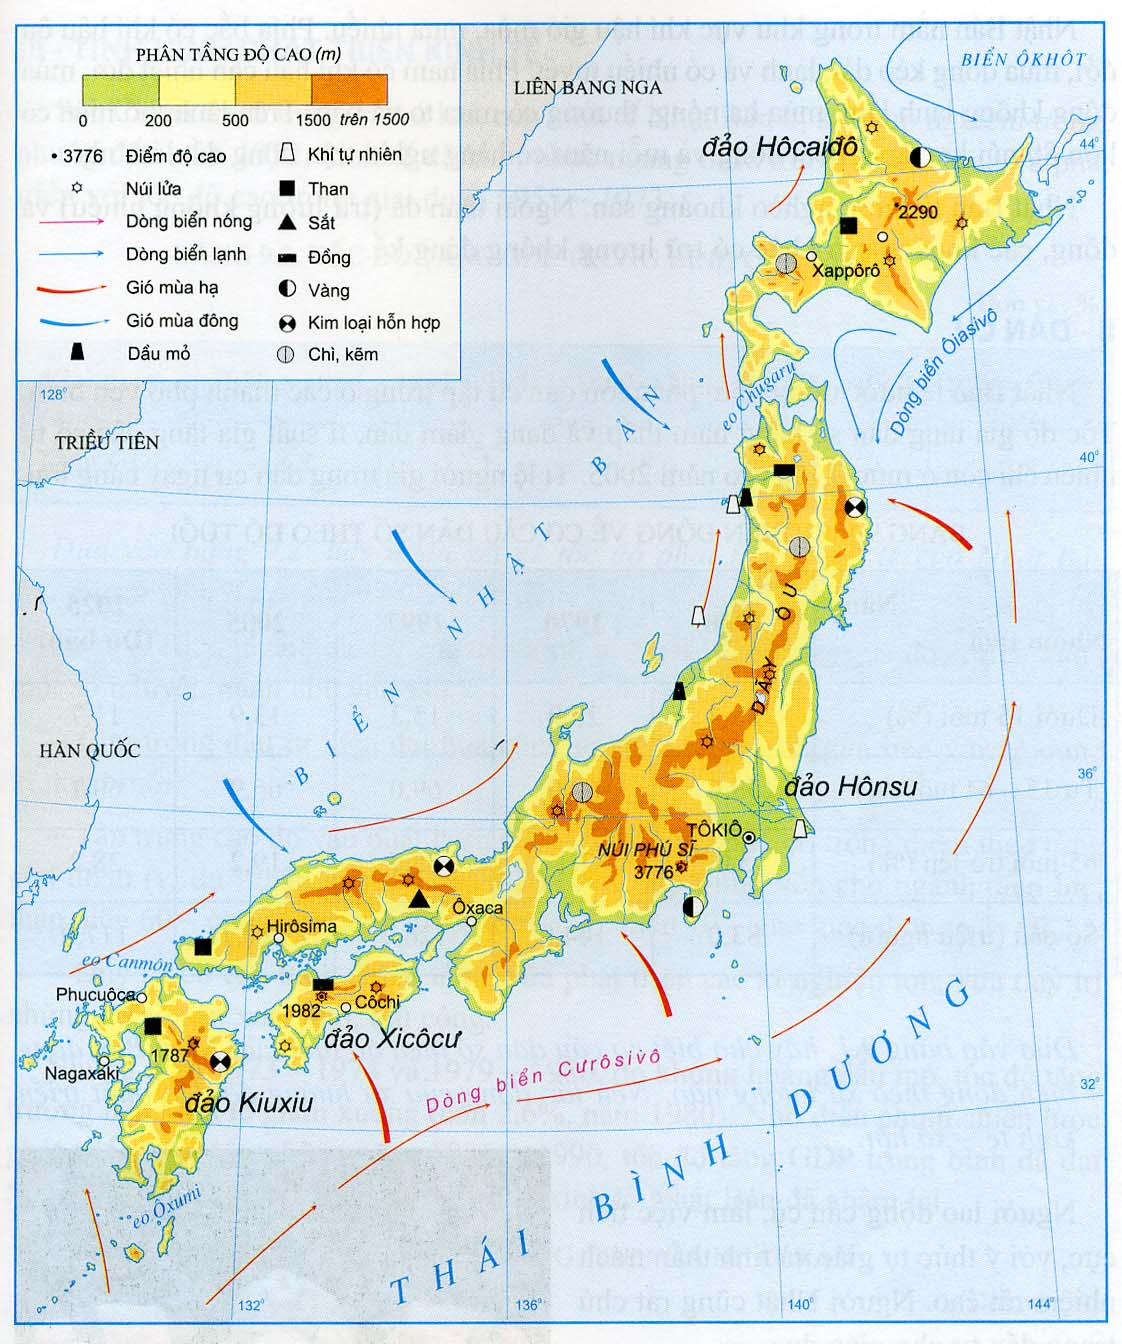 PHÂN TẦNG ĐỘ CAO (m)
0 200 500 1500 trên 1500
3776 Điểm độ cao
Núi lửa
Dòng biển nóng
Dòng biển lạnh
Gió mùa hạ
Gió mùa đông
Dầu mỏ
Khí tự nhiên
Than
Sắt
Đồng
Vàng
Kim loại hỗn hợp
Chì, kẽm
LIÊN BANG NGA
BIỂN ÔKHÔT
44°
đảo Hôcaiđô
2290
Xappôrô
Dòng biển Ôiasivô
eo Chugaru
128°
TRIỀU TIÊN
40°
BIỂN NHẬT BẢN
DÃY Ô U
HÀN QUỐC
36°
đảo Hônsu
TÔKIÔ
NÚI PHÚ SĨ
3776
Ôxaca
Hirôsima
eo Canmôn
Phucuôca
1982
Côchi
đảo Xicôcư
1787
Nagaxaki
đảo Kiuxiu
32°
Dòng biển Curôsivô
eo Ôxumi
THÁI BÌNH DƯƠNG
132°
136°
140°
144°